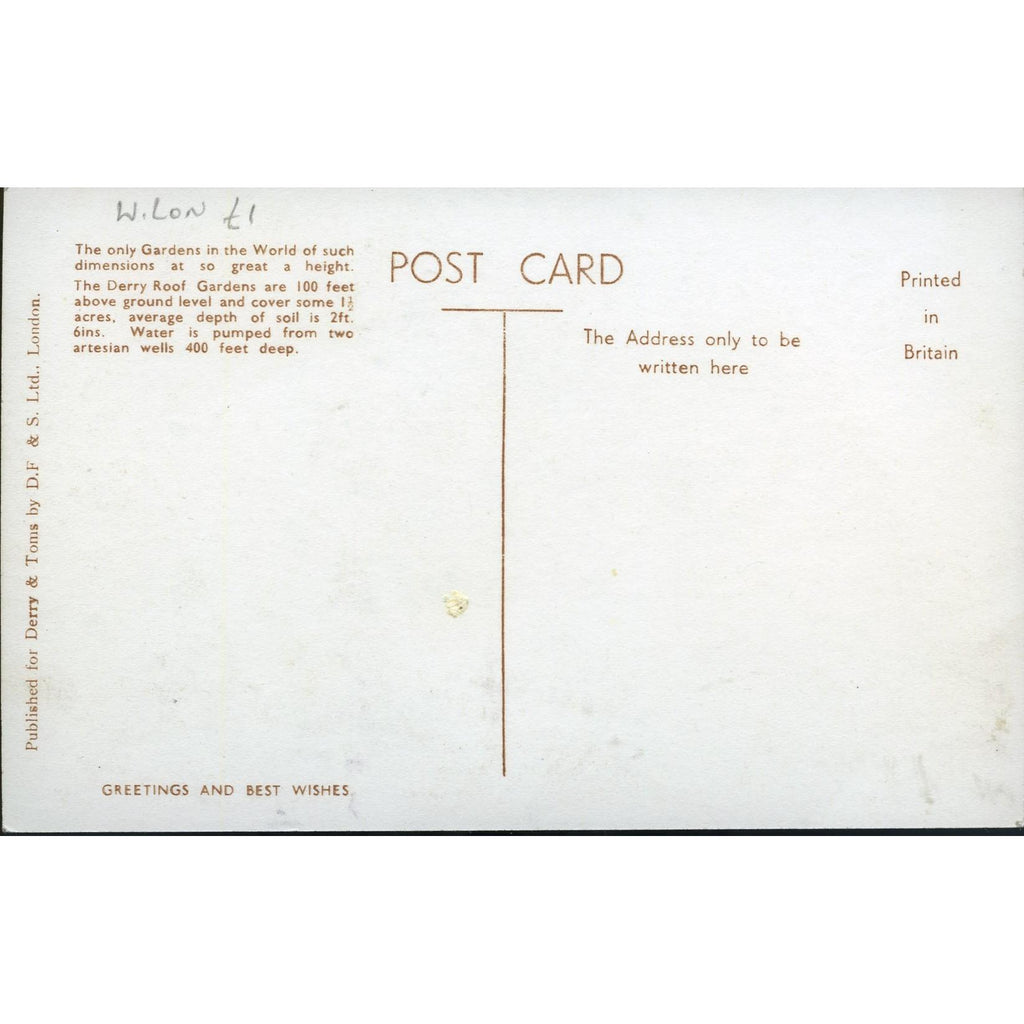 W.LON £1
The only Gardens in the World of such
dimensions at so great a height.
The Derry Roof Gardens are 100 feet
above ground level and cover some 1½
acres, average depth of soil is 2ft.
6ins. Water is pumped from two
artesian wells 400 feet deep.
POST CARD
The Address only to be
written here
Printed
in
Britain
Published for Derry & Toms by D.F & S. Ltd., London.
GREETINGS AND BEST WISHES